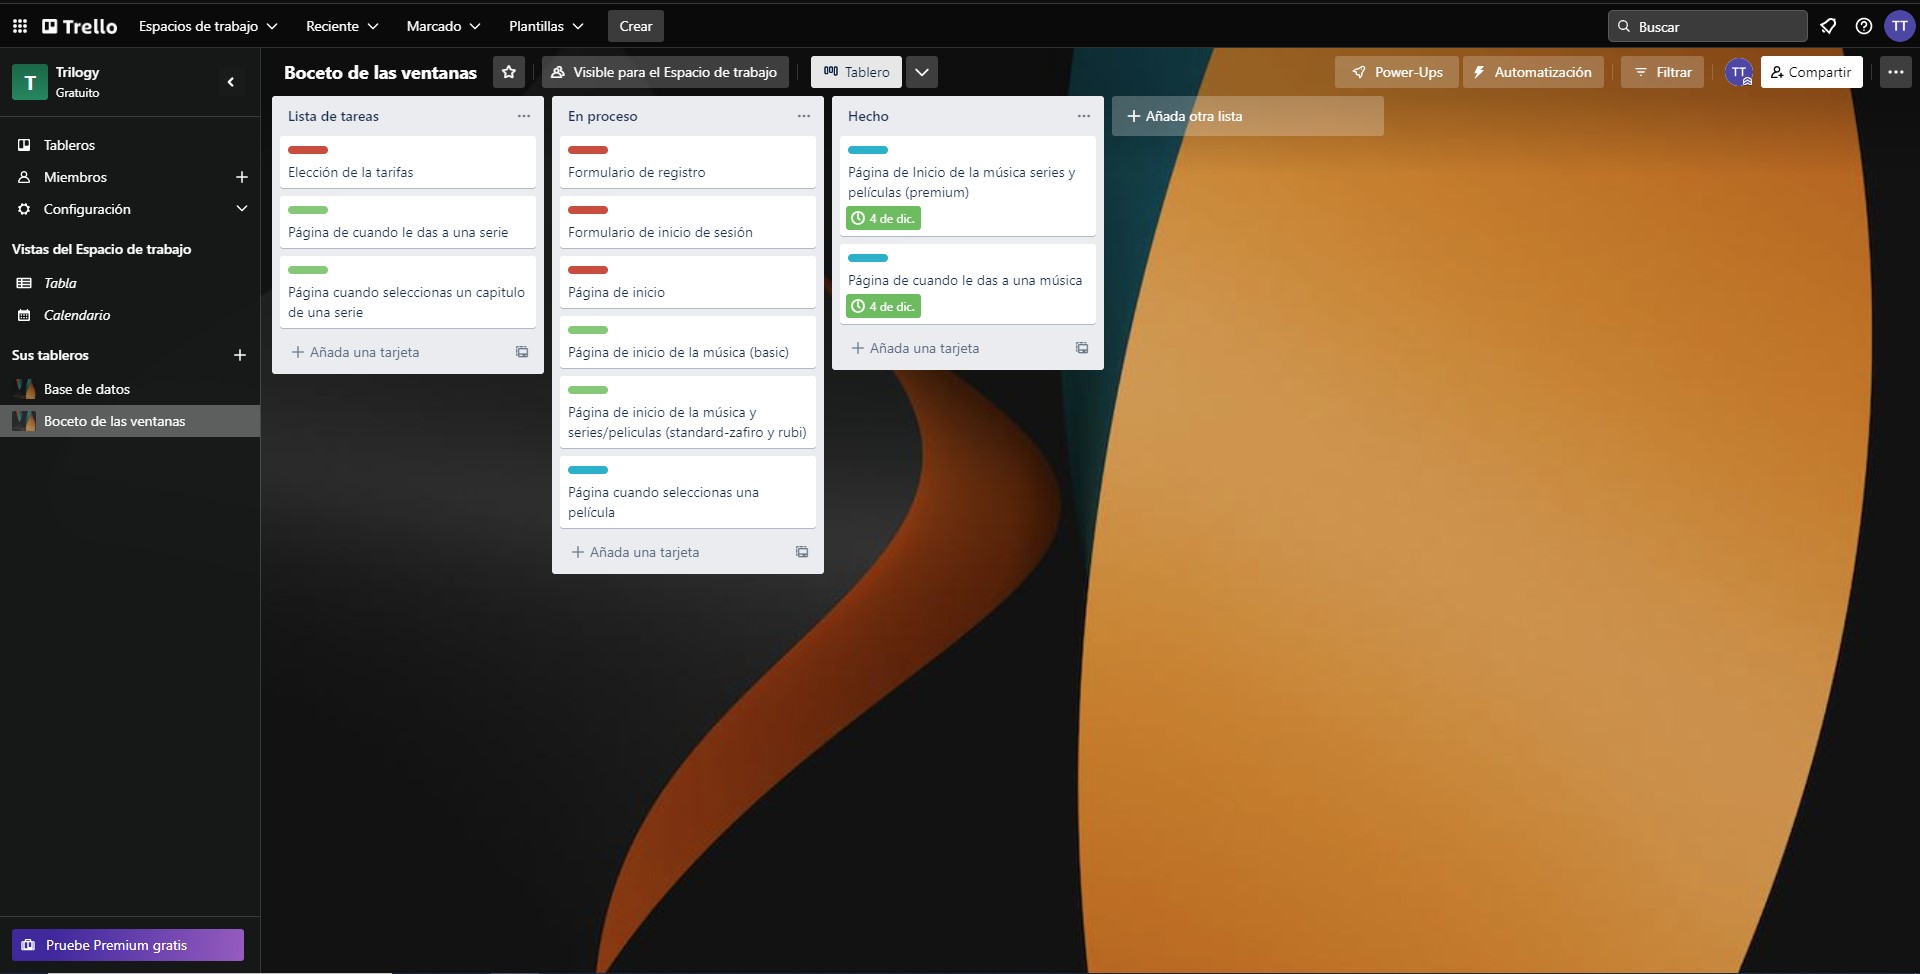 Trello
Espacios de trabajo
Reciente
Marcado
Plantillas
Crear
Buscar
TT
T
Trilogy
Gratuito
Boceto de las ventanas
Visible para el Espacio de trabajo
Tablero
Power-Ups
Automatización
Filtrar
TT
Compartir
Tableros
Miembros
Configuración
Vistas del Espacio de trabajo
Tabla
Calendario
Sus tableros
Base de datos
Boceto de las ventanas
Pruebe Premium gratis
Lista de tareas
Elección de la tarifas
Página de cuando le das a una serie
Página cuando seleccionas un capitulo
de una serie
Añada una tarjeta
En proceso
Formulario de registro
Formulario de inicio de sesión
Página de inicio
Página de inicio de la música (basic)
Página de inicio de la música y
series/peliculas (standard-zafiro y rubi)
Página cuando seleccionas una
película
Añada una tarjeta
Hecho
Página de Inicio de la música series y
películas (premium)
4 de dic.
Página de cuando le das a una música
4 de dic.
Añada una tarjeta
Añada otra lista